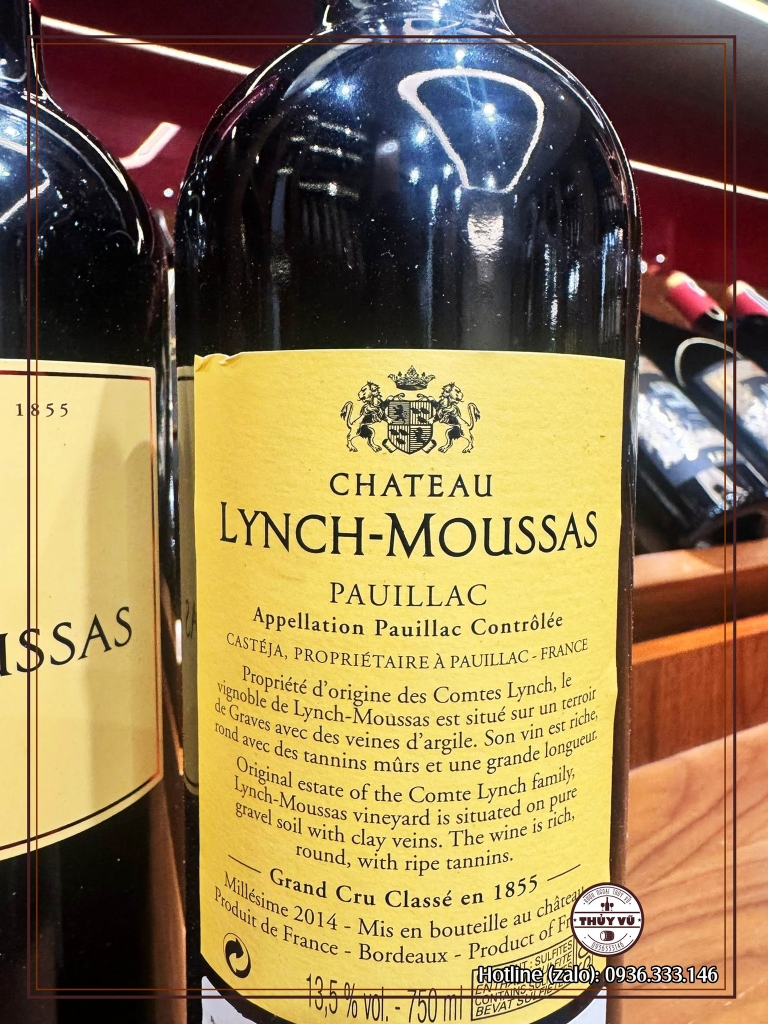 1855
USSAS
CHATEAU
LYNCH-MOUSSAS
PAUILLAC
Appellation Pauillac Contrôlée
CASTÉJA, PROPRIÉTAIRE À PAUILLAC - FRANCE
Propriété d'origine des Comtes Lynch, le
vignoble de Lynch-Moussas est situé sur un terroir
de Graves avec des veines d'argile. Son vin est riche,
rond avec des tannins mûrs et une grande longueur.
Original estate of the Comte Lynch family,
Lynch-Moussas vineyard is situated on pure
gravel soil with clay veins. The wine is rich,
round, with ripe tannins.
Grand Cru Classé en 1855
Millésime 2014 - Mis en bouteille au château
Produit de France - Bordeaux - Product of
13,5 % vol. - 750 ml
SULFITES
CONTAINS
BEVAT
THỦY VŨ
0936333146
Hotline (zalo): 0936.333.146